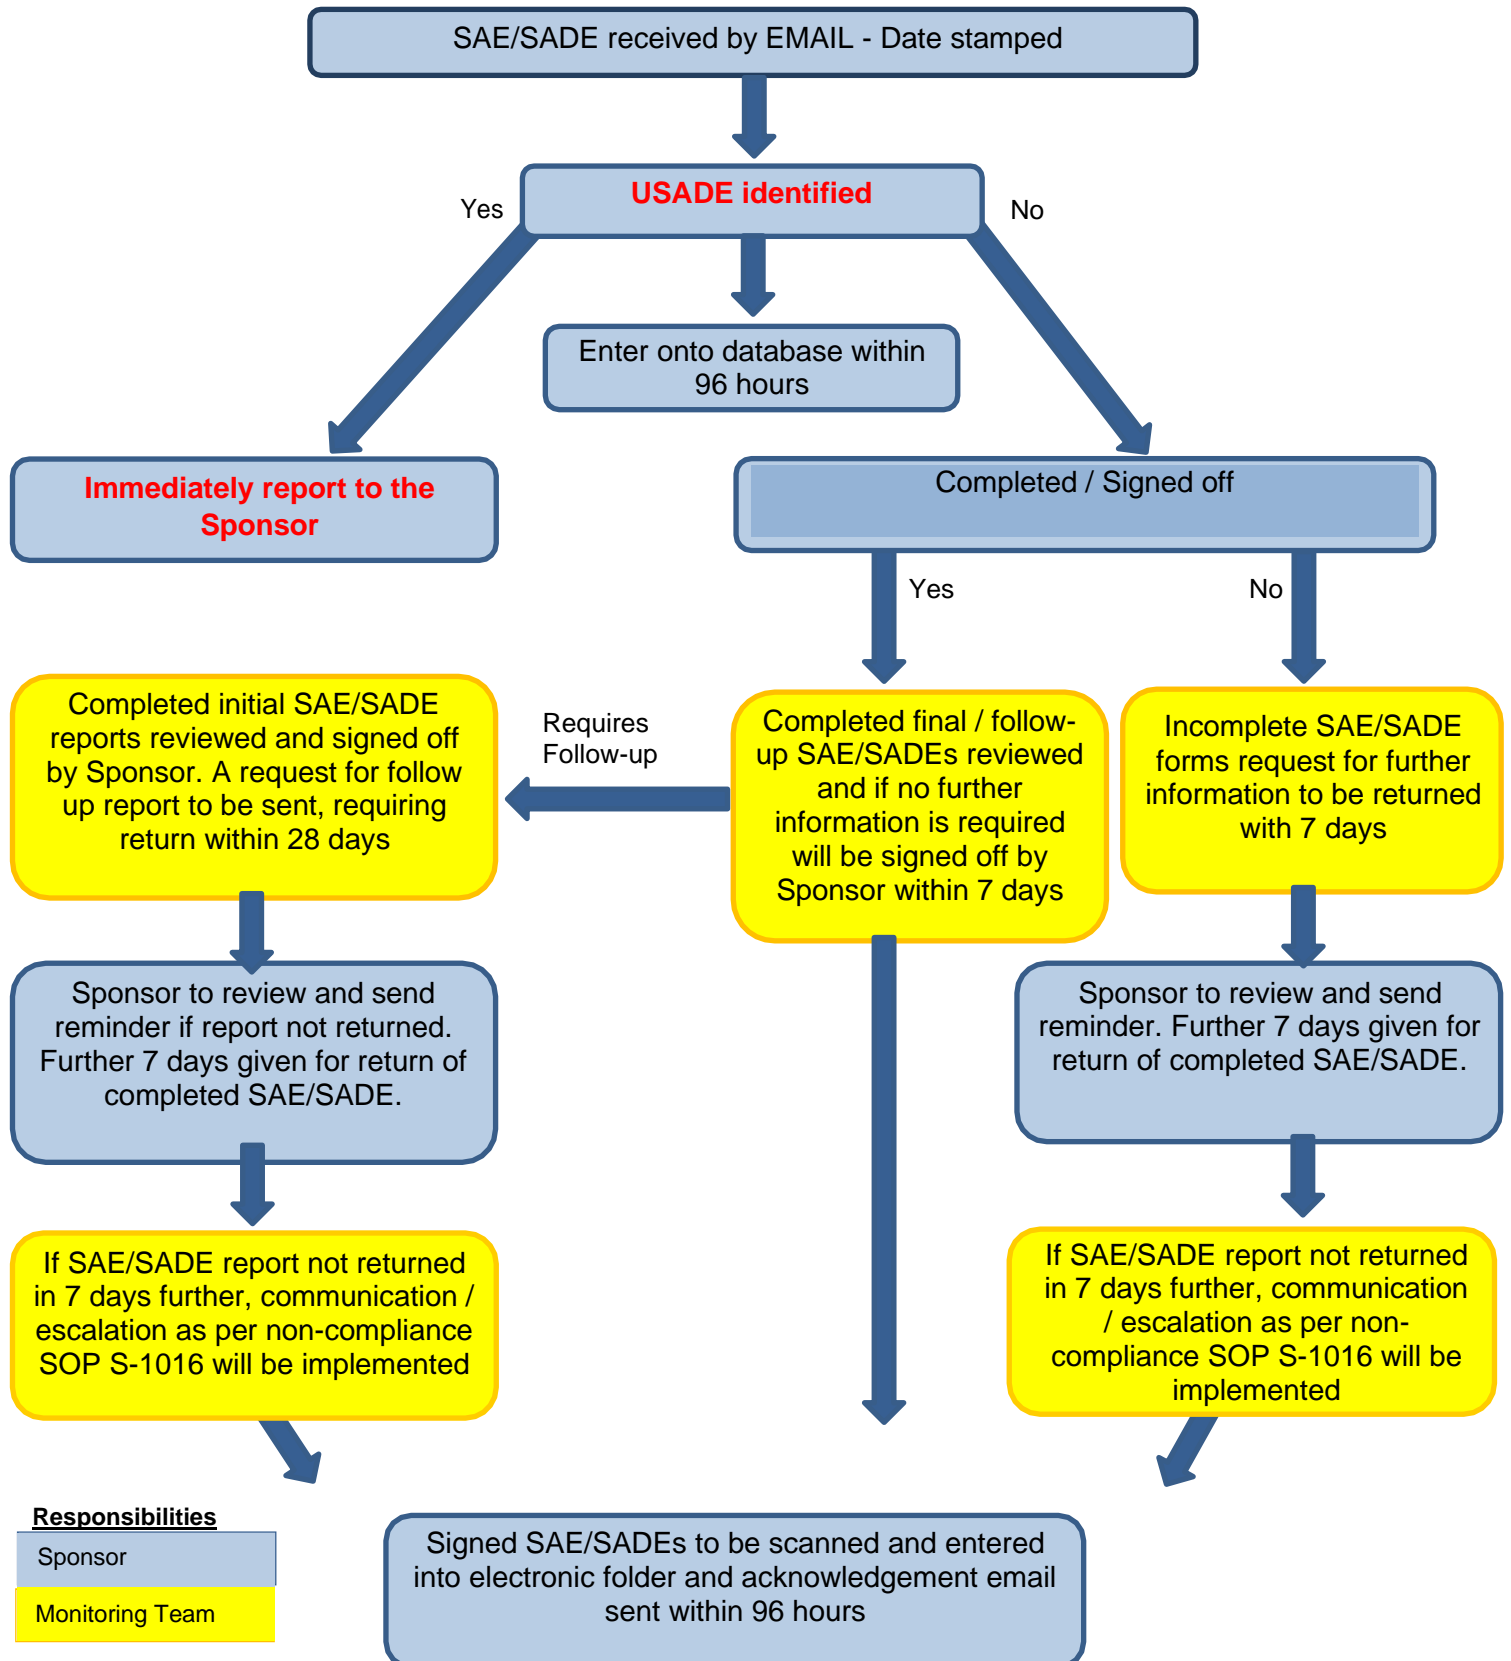 SAE/SADE received by EMAIL - Date stamped
Yes
USADE identified
No
Enter onto database within
96 hours
Immediately report to the
Sponsor
Completed / Signed off
Yes
No
Completed initial SAE/SADE
reports reviewed and signed off
by Sponsor. A request for follow
up report to be sent, requiring
return within 28 days
Requires
Follow-up
Completed final / follow-
up SAE/SADEs reviewed
and if no further
information is required
will be signed off by
Sponsor within 7 days
Incomplete SAE/SADE
forms request for further
information to be returned
with 7 days
Sponsor to review and send
reminder if report not returned.
Further 7 days given for return of
completed SAE/SADE.
Sponsor to review and send
reminder. Further 7 days given for
return of completed SAE/SADE.
If SAE/SADE report not returned
in 7 days further, communication /
escalation as per non-compliance
SOP S-1016 will be implemented
If SAE/SADE report not returned
in 7 days further, communication
/ escalation as per non-
compliance SOP S-1016 will be
implemented
Responsibilities
Sponsor
Monitoring Team
Signed SAE/SADEs to be scanned and entered
into electronic folder and acknowledgement email
sent within 96 hours